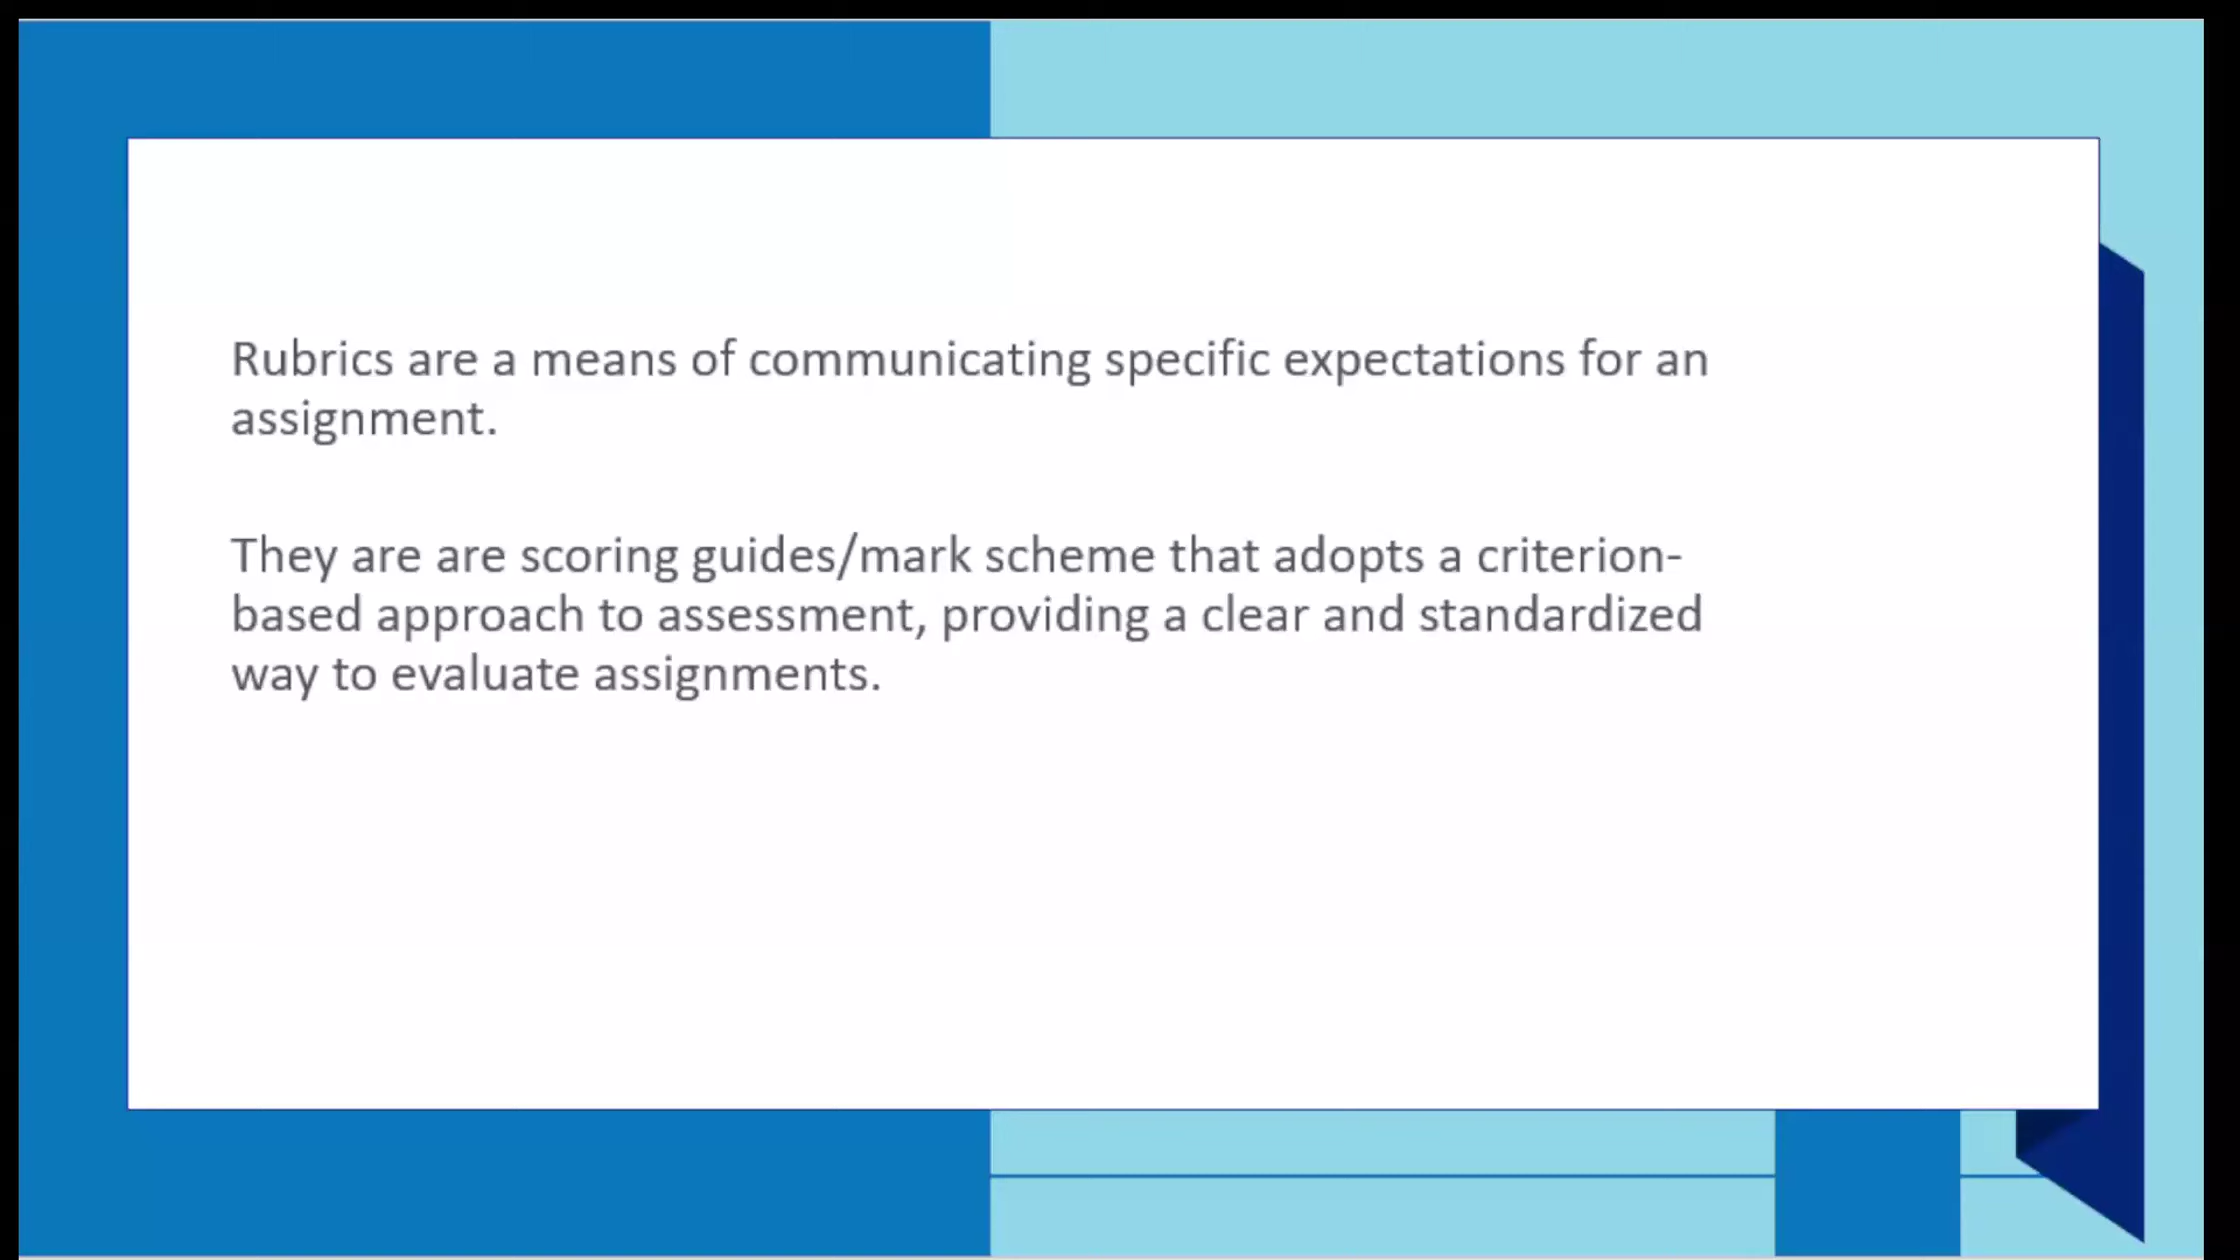 Rubrics are a means of communicating specific expectations for an
assignment.
They are are scoring guides/mark scheme that adopts a criterion-
based approach to assessment, providing a clear and standardized
way to evaluate assignments.